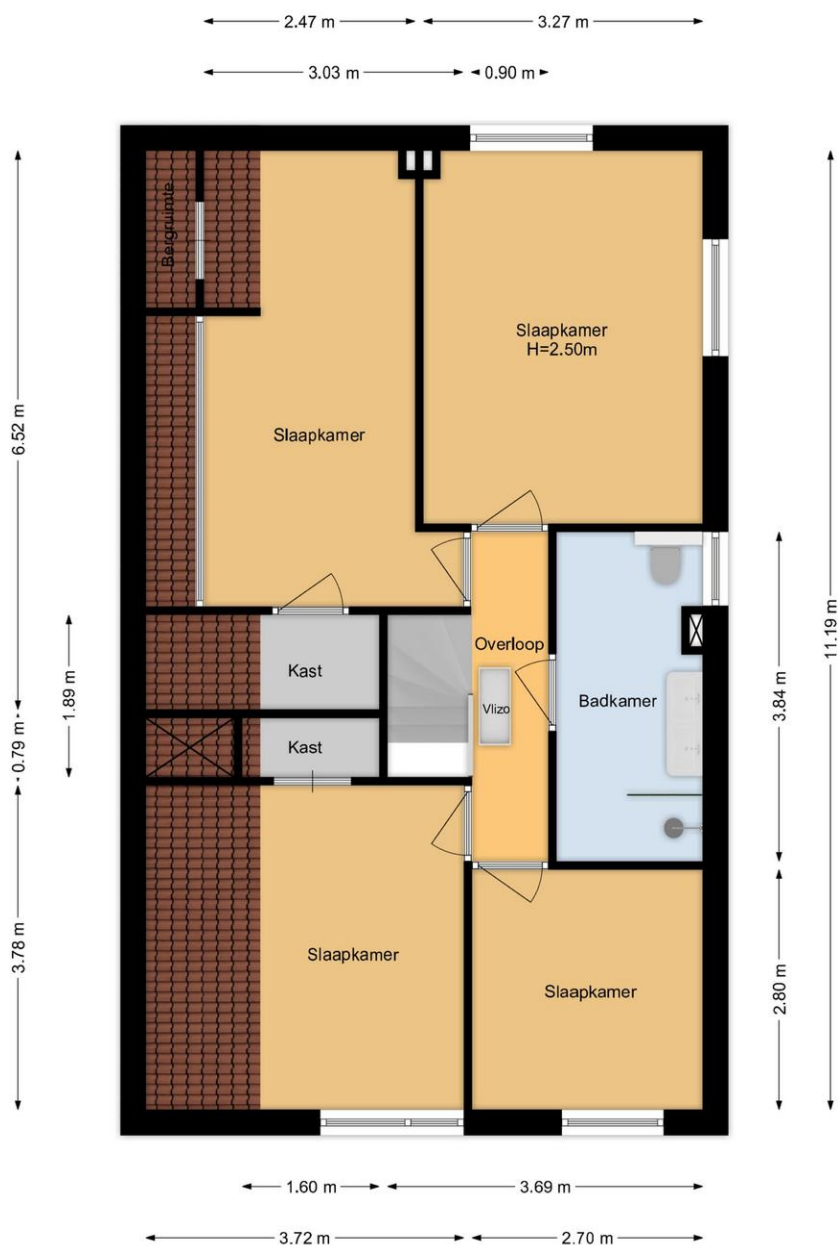 2.47 m
3.27 m
3.03 m
0.90 m
Bergruimte
Slaapkamer
H=2.50m
Slaapkamer
6.52 m
11.19 m
Overloop
Kast
1.89 m
3.84 m
Badkamer
Vlizo
0.79 m
Kast
Slaapkamer
3.78 m
Slaapkamer
2.80 m
1.60 m
3.69 m
3.72 m
2.70 m